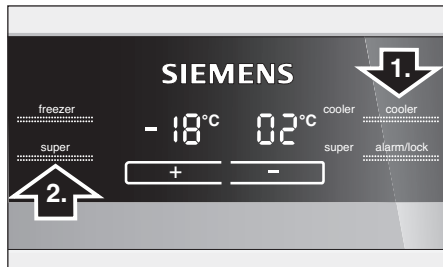 SIEMENS
1.
freezer
-18°C
02°C
cooler
cooler
super
super
alarm/lock
+
-
2.